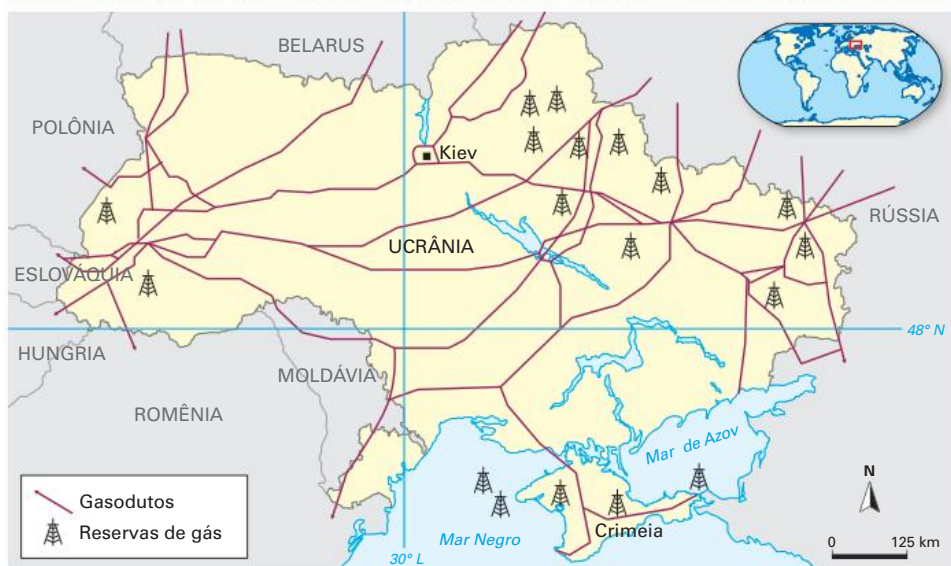 BELARUS
POLÔNIA
Kiev
RÚSSIA
UCRÂNIA
ESLOVÁQUIA
48° N
HUNGRIA
MOLDÁVIA
ROMÊNIA
Mar de Azov
N
Gasodutos
Reservas de gás
Crimeia
Mar Negro
30° L
0 125 km